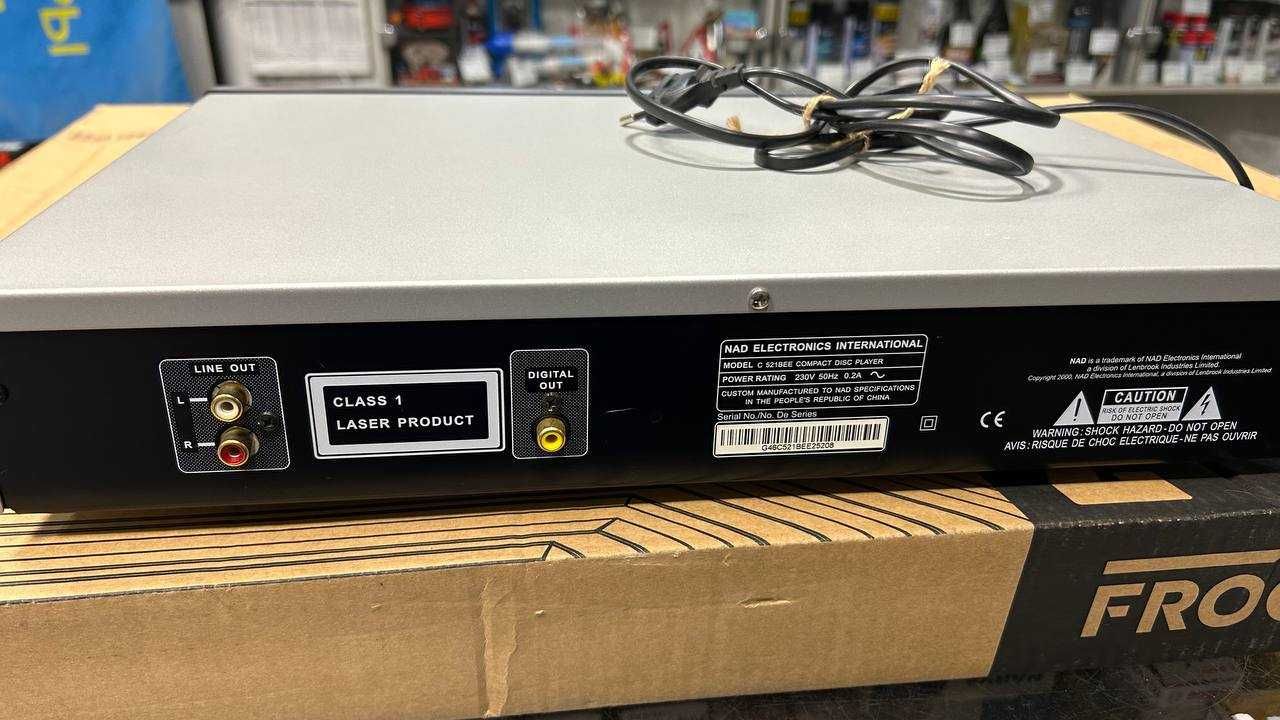 LINE OUT
L
R
CLASS 1
LASER PRODUCT
DIGITAL
OUT
NAD ELECTRONICS INTERNATIONAL
MODEL C 521BEE COMPACT DISC PLAYER
POWER RATING 230V 50Hz 0.2A
CUSTOM MANUFACTURED TO NAD SPECIFICATIONS
IN THE PEOPLE'S REPUBLIC OF CHINA
Serial No./No. De Series
G46C521BEE25208
CE
NAD is a trademark of NAD Electronics International
a division of Lenbrook Industries Limited.
Copyright 2000, NAD Electronics International, a division of Lenbrook Industries Limited
CAUTION
RISK OF ELECTRIC SHOCK
DO NOT OPEN
WARNING: SHOCK HAZARD-DO NOT OPEN
AVIS: RISQUE DE CHOC ELECTRIQUE-NE PAS OUVRIR